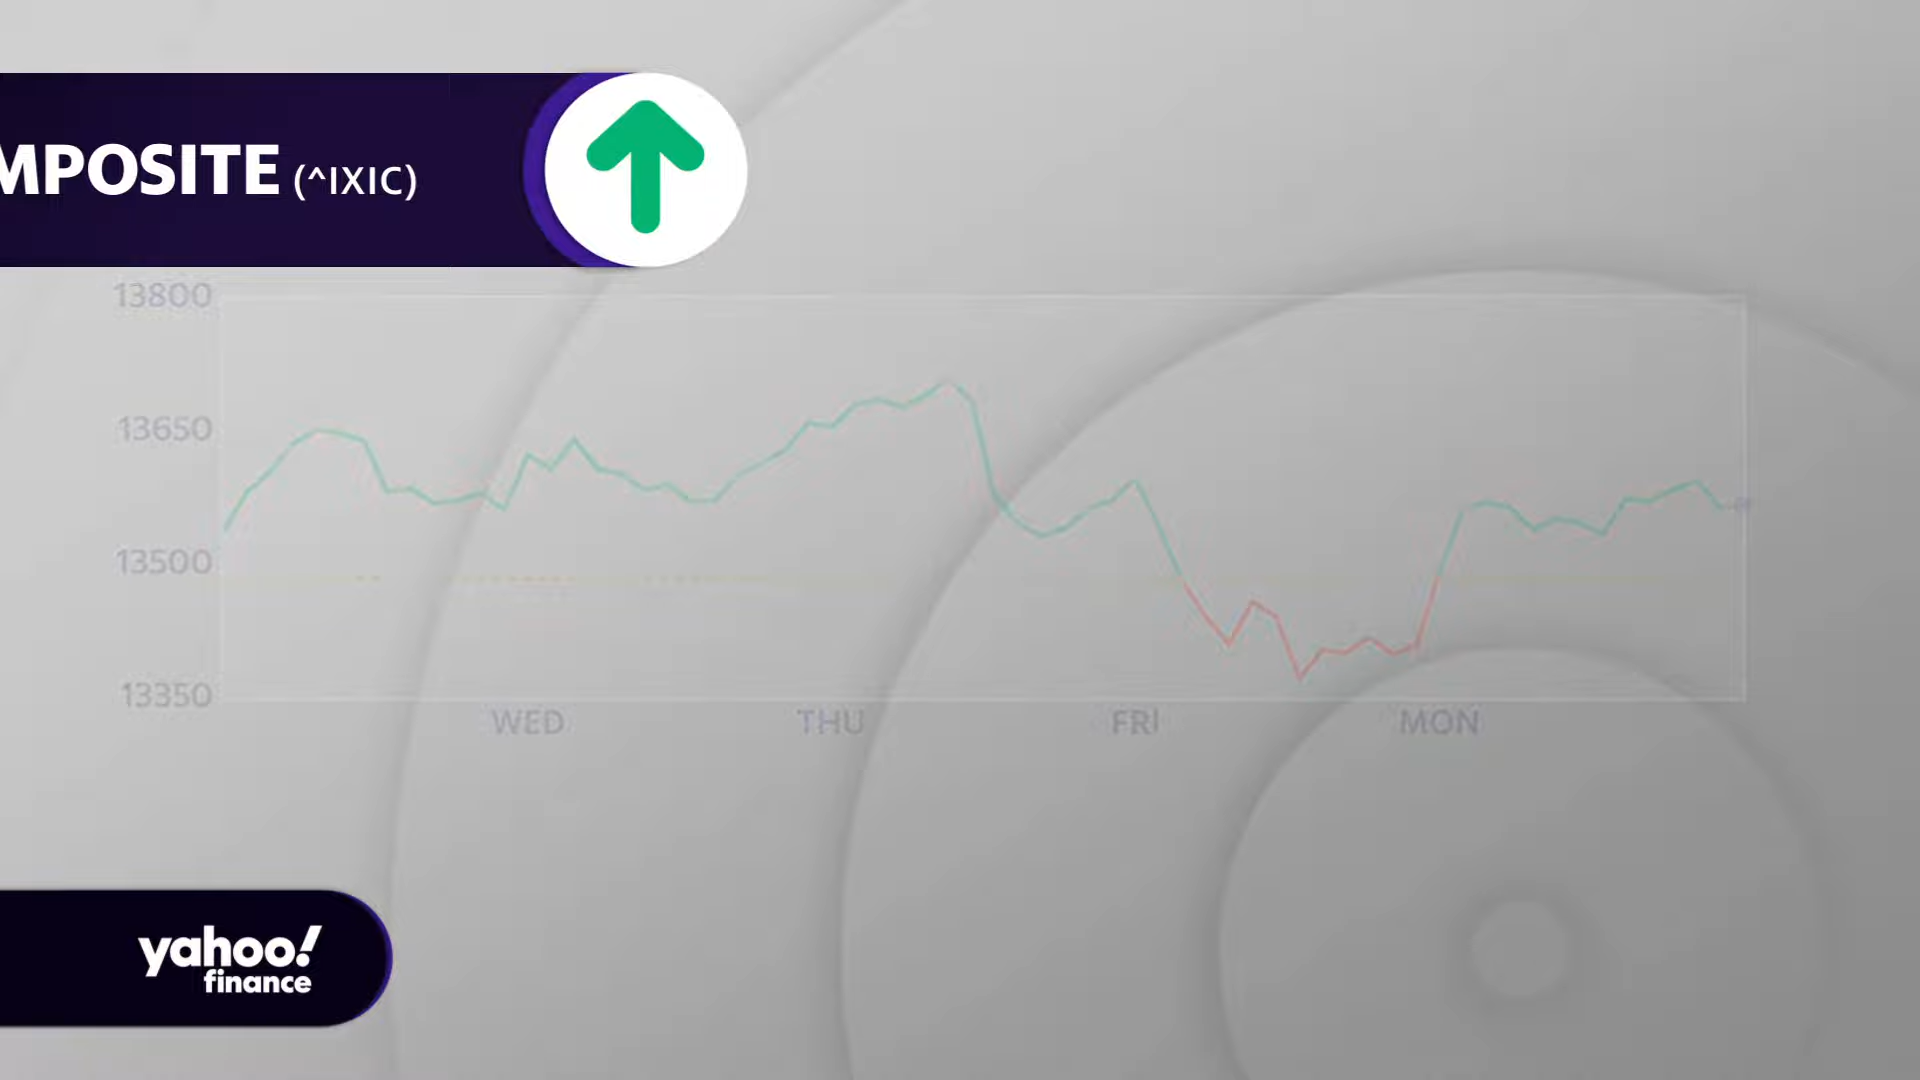 MPOSITE (^IXIC)
13800
13650
13500
13350
WED THU FRI MON
yahoo!
finance